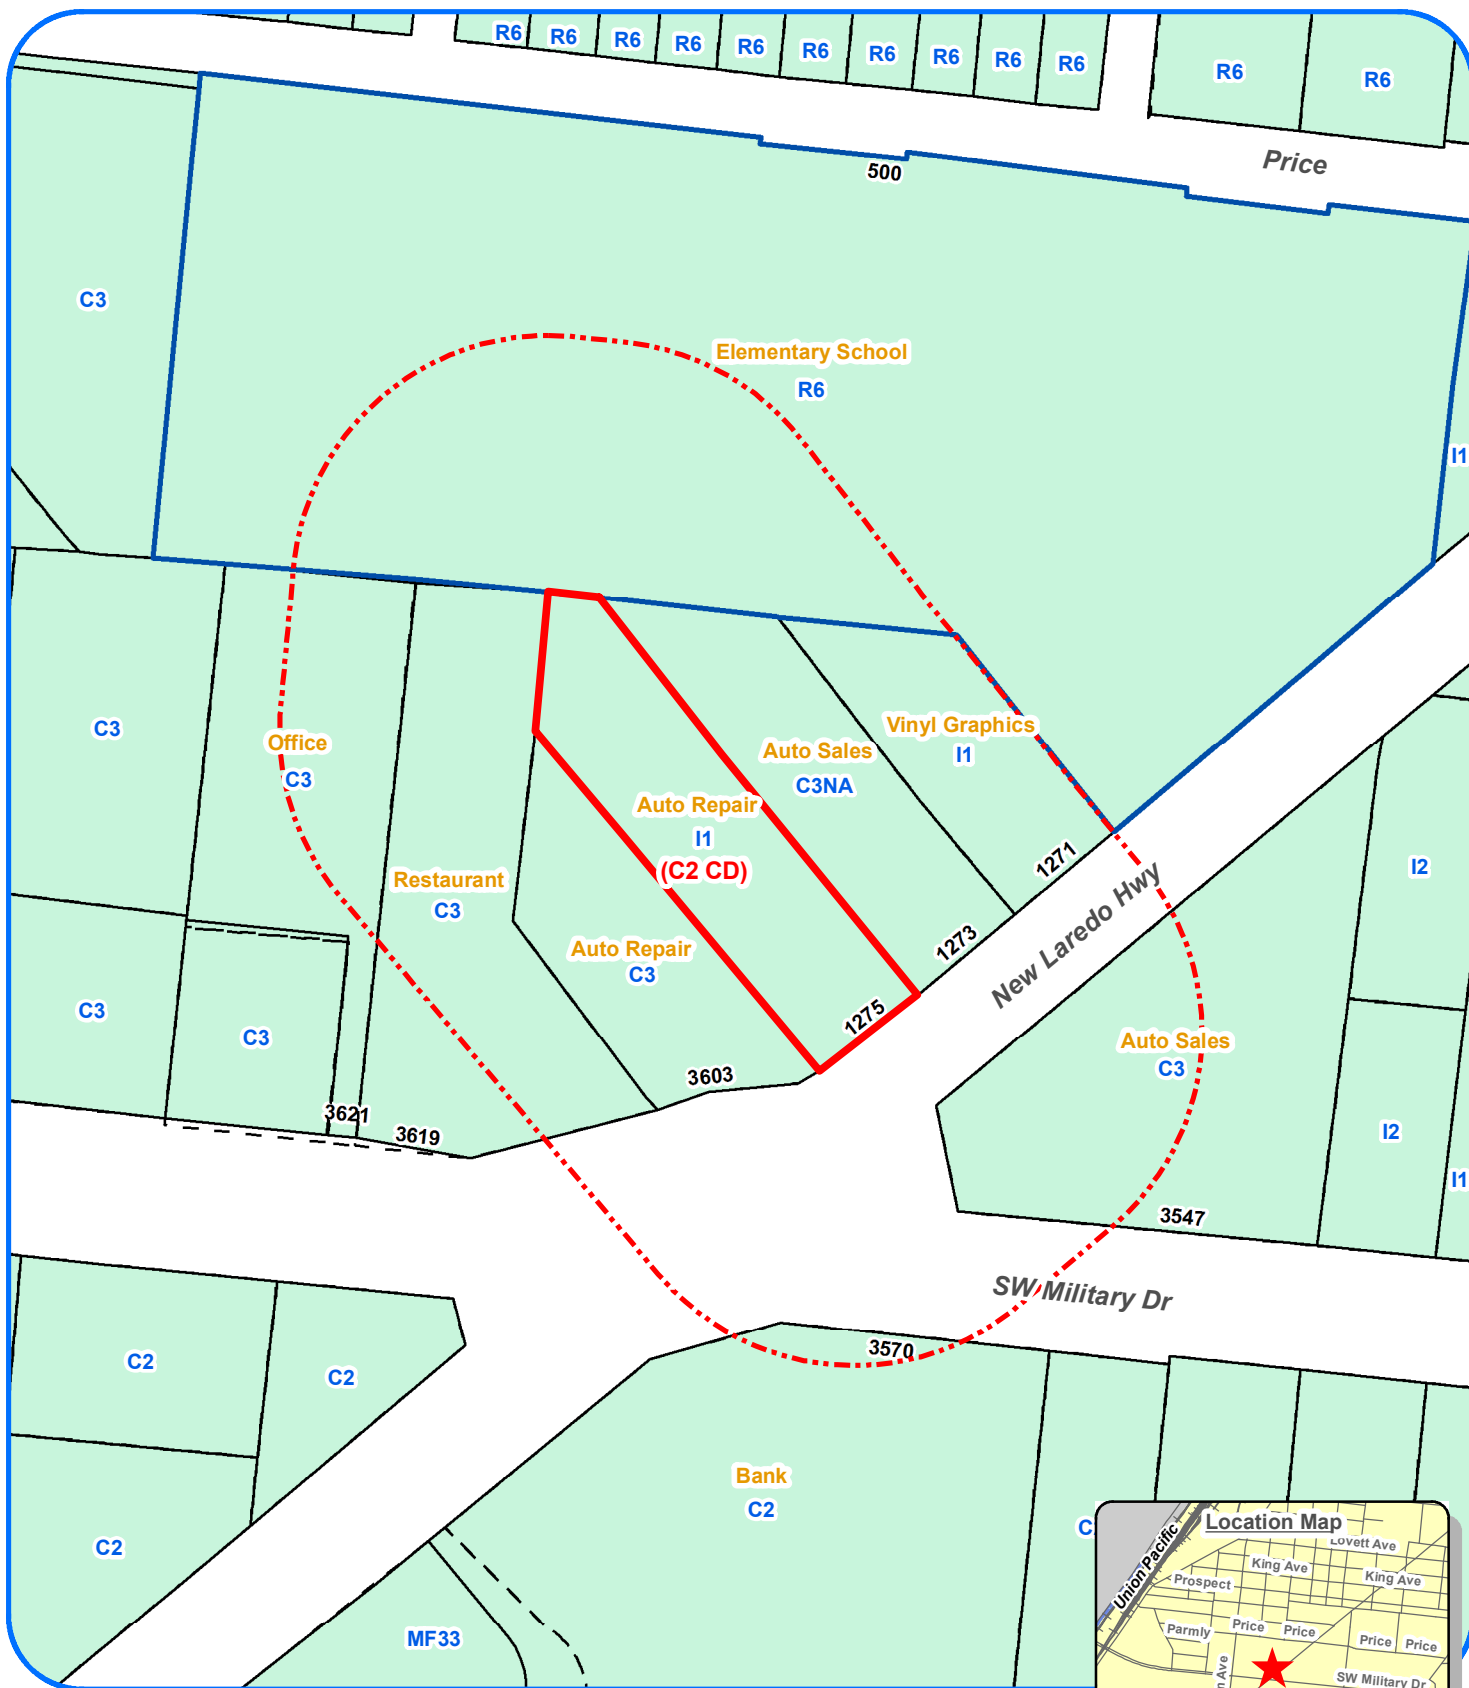 R6
R6
R6
R6
R6
R6
R6
R6
R6
R6
R6
R6
Price
500
C3
Elementary School
R6
I1
C3
Office
C3
Vinyl Graphics
I1
Auto Sales
C3NA
Auto Repair
I1
(C2 CD)
Restaurant
C3
Auto Repair
C3
1271
1273
1275
New Laredo Hwy
I2
C3
C3
Auto Sales
C3
3603
3621
3619
I2
I1
3547
SW Military Dr
3570
C2
C2
Bank
C2
C2
MF33
Location Map
Union Pacific
Lovett Ave
King Ave
King Ave
Prospect
Parmly
Price
Price
Price
Price
SW Military Dr